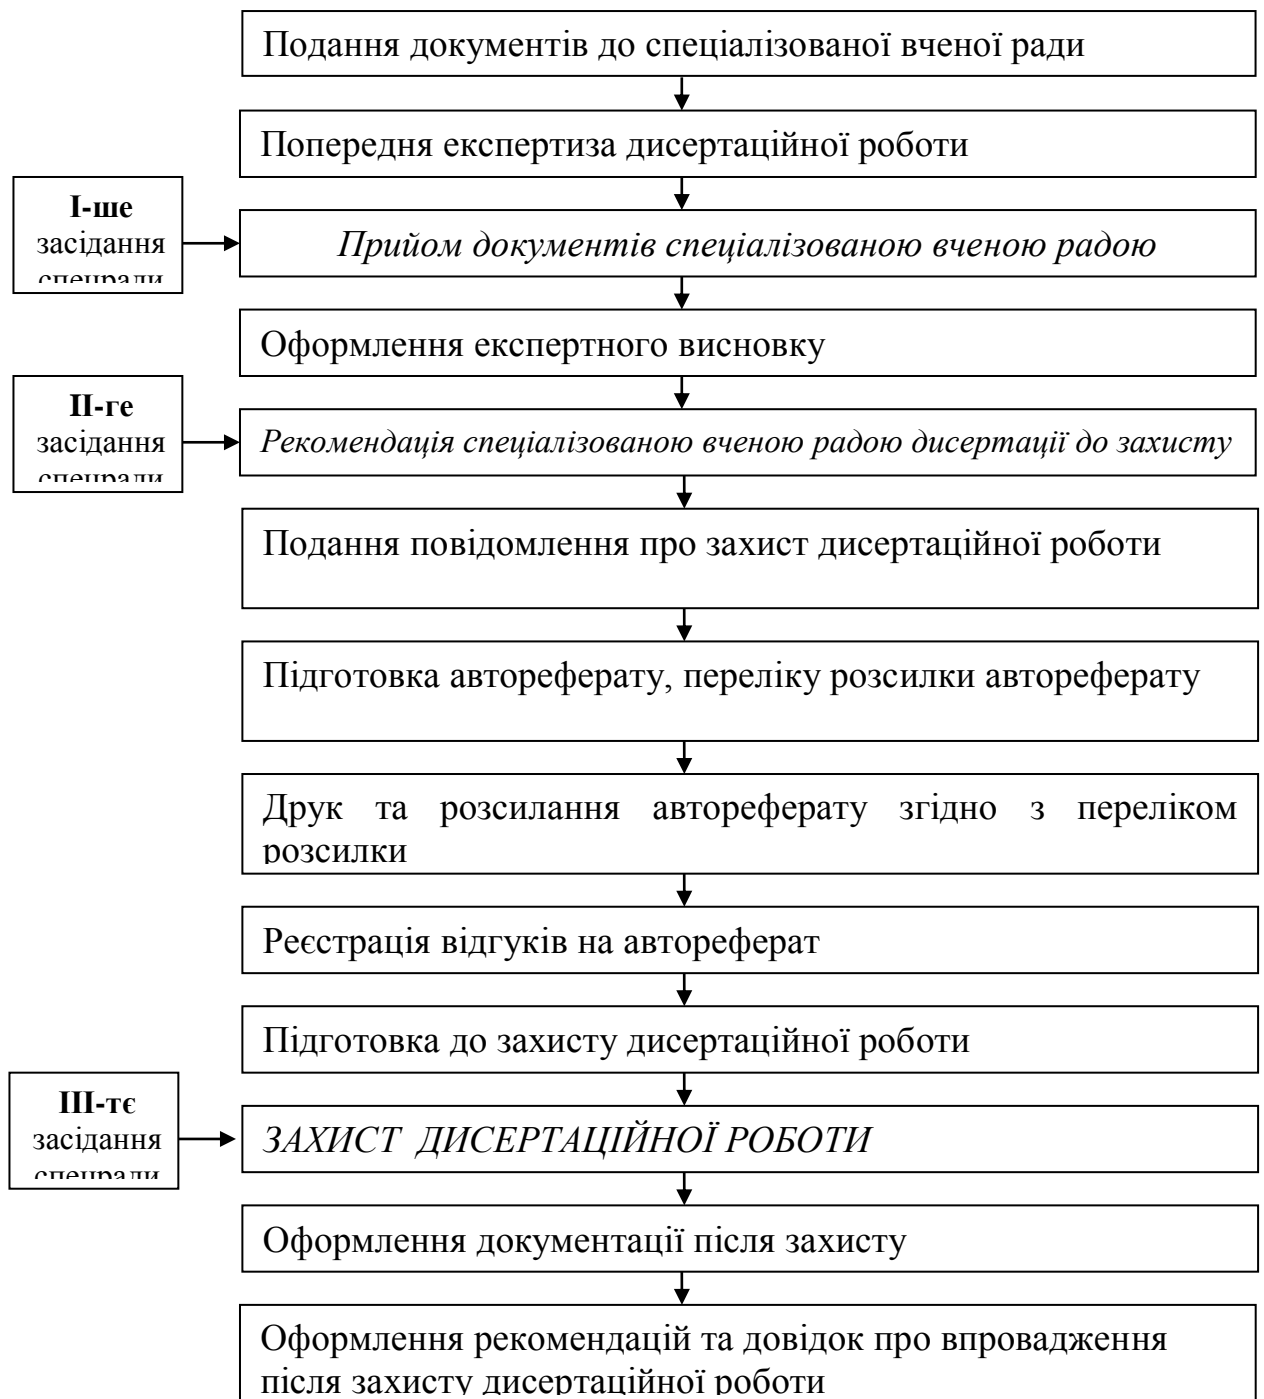 Подання документів до спеціалізованої вченої ради
Попередня експертиза дисертаційної роботи
І-ше
засідання
спецради
Прийом документів спеціалізованою вченою радою
Оформлення експертного висновку
ІІ-ге
засідання
спецради
Рекомендація спеціалізованою вченою радою дисертації до захисту
Подання повідомлення про захист дисертаційної роботи
Підготовка автореферату, переліку розсилки автореферату
Друк та розсилання автореферату згідно з переліком
розсилки
Реєстрація відгуків на автореферат
Підготовка до захисту дисертаційної роботи
ІІІ-тє
засідання
спецради
ЗАХИСТ ДИСЕРТАЦІЙНОЇ РОБОТИ
Оформлення документації після захисту
Оформлення рекомендацій та довідок про впровадження
після захисту дисертаційної роботи